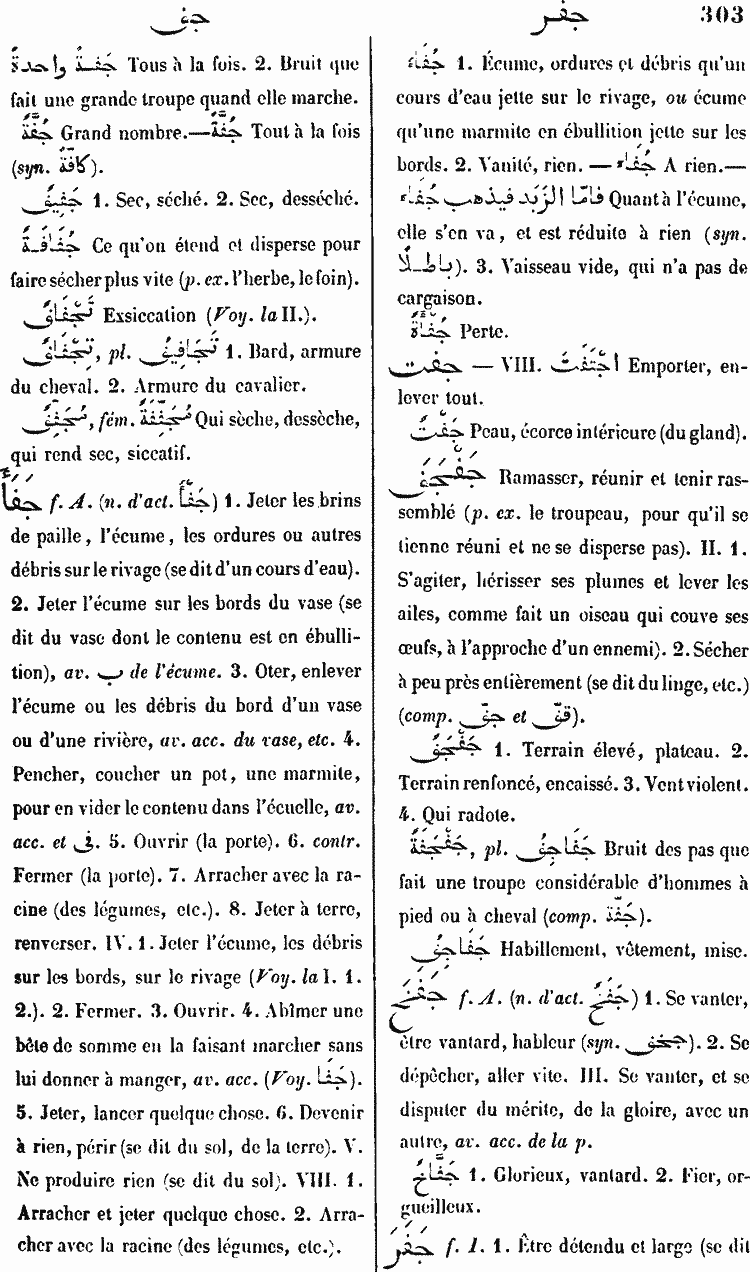 جف
جفر 303
جَفَّةً واحدةً Tous à la fois. 2. Bruit que
fait une grande troupe quand elle marche.
جُفَّةٌ Grand nombre.—جُفَّةً Tout à la fois
(syn. كافّةً).
جَفِيفٌ 1. Sec, séché. 2. Sec, desséché.
جُفَافَةٌ Ce qu'on étend et disperse pour
faire sécher plus vite (p. ex. l'herbe, le foin).
تَجْفَافٌ Exsiccation (Voy. la II.).
تِجْفَافٌ, pl. تَجَافِيفُ 1. Bard, armure
du cheval. 2. Armure du cavalier.
مُجَفِّفٌ, fém. مُجَفِّفَةٌ Qui sèche, dessèche,
qui rend sec, siccatif.
جَفَأَ f. A. (n. d'act. جَفْأٌ) 1. Jeter les brins
de paille, l'écume, les ordures ou autres
débris sur le rivage (se dit d'un cours d'eau).
2. Jeter l'écume sur les bords du vase (se
dit du vase dont le contenu est en ébulli-
tion), av. ب de l'écume. 3. Oter, enlever
l'écume ou les débris du bord d'un vase
ou d'une rivière, av. acc. du vase, etc. 4.
Pencher, coucher un pot, une marmite,
pour en vider le contenu dans l'écuelle, av.
acc. et فى. 5. Ouvrir (la porte). 6. contr.
Fermer (la porte). 7. Arracher avec la ra-
cine (des légumes, etc.). 8. Jeter à terre,
renverser. IV. 1. Jeter l'écume, les débris
sur les bords, sur le rivage (Voy. la I. 1.
2.). 2. Fermer. 3. Ouvrir. 4. Abîmer une
bête de somme en la faisant marcher sans
lui donner à manger, av. acc. (Voy. جَفَا).
5. Jeter, lancer quelque chose. 6. Devenir
à rien, périr (se dit du sol, de la terre). V.
Ne produire rien (se dit du sol). VIII. 1.
Arracher et jeter quelque chose. 2. Arra-
cher avec la racine (des légumes, etc.).
جُفَاءٌ 1. Écume, ordures et débris qu'un
cours d'eau jette sur le rivage, ou écume
qu'une marmite en ébullition jette sur les
bords. 2. Vanité, rien. — جُفَاءً A rien.—
فامّا الزَّبَد فيذهب جُفَاءً Quant à l'écume,
elle s'en va, et est réduite à rien (syn.
باطلًا). 3. Vaisseau vide, qui n'a pas de
cargaison.
جُفَاءَةٌ Perte.
جفت — VIII. اجْتَفَتَ Emporter, en-
lever tout.
جَفْتٌ Peau, écorce intérieure (du gland).
جَفْجَفَ Ramasser, réunir et tenir ras-
semblé (p. ex. le troupeau, pour qu'il se
tienne réuni et ne se disperse pas). II. 1.
S'agiter, hérisser ses plumes et lever les
ailes, comme fait un oiseau qui couve ses
œufs, à l'approche d'un ennemi). 2. Sécher
à peu près entièrement (se dit du linge, etc.)
(comp. جفّ et قفّ).
جَفْجَفٌ 1. Terrain élevé, plateau. 2.
Terrain renfoncé, encaissé. 3. Vent violent.
4. Qui radote.
جَفْجَفَةٌ, pl. جَفَاجِفُ Bruit des pas que
fait une troupe considérable d'hommes à
pied ou à cheval (comp. جَفّة).
جَفَاجِفُ Habillement, vêtement, mise.
جَفَخَ f. A. (n. d'act. جَفْخٌ) 1. Se vanter,
être vantard, hableur (syn. جخف). 2. Se
dépêcher, aller vite. III. Se vanter, et se
disputer du mérite, de la gloire, avec un
autre, av. acc. de la p.
جَفَّاخٌ 1. Glorieux, vantard. 2. Fier, or-
gueilleux.
جَفَرَ f. I. 1. Être détendu et large (se dit